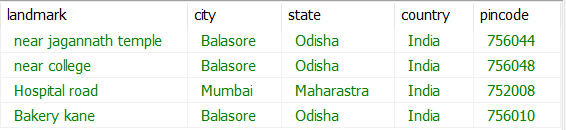 landmark city state country pincode
near jagannath temple Balasore Odisha India 756044
near college Balasore Odisha India 756048
Hospital road Mumbai Maharastra India 752008
Bakery kane Balasore Odisha India 756010